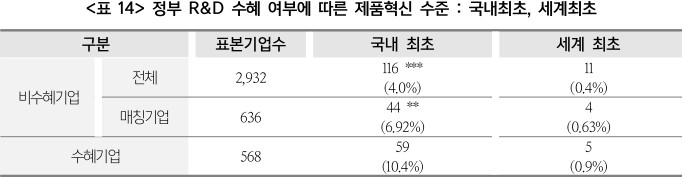 <표 14> 정부 R&D 수혜 여부에 따른 제품혁신 수준 : 국내최초, 세계최초
구분 표본기업수 국내 최초 세계 최초
비수혜기업 전체 2,932 116 *** 11
(4.0%) (0.4%)
매칭기업 636 44 ** 4
(6.92%) (0.63%)
수혜기업 568 59 5
(10.4%) (0.9%)